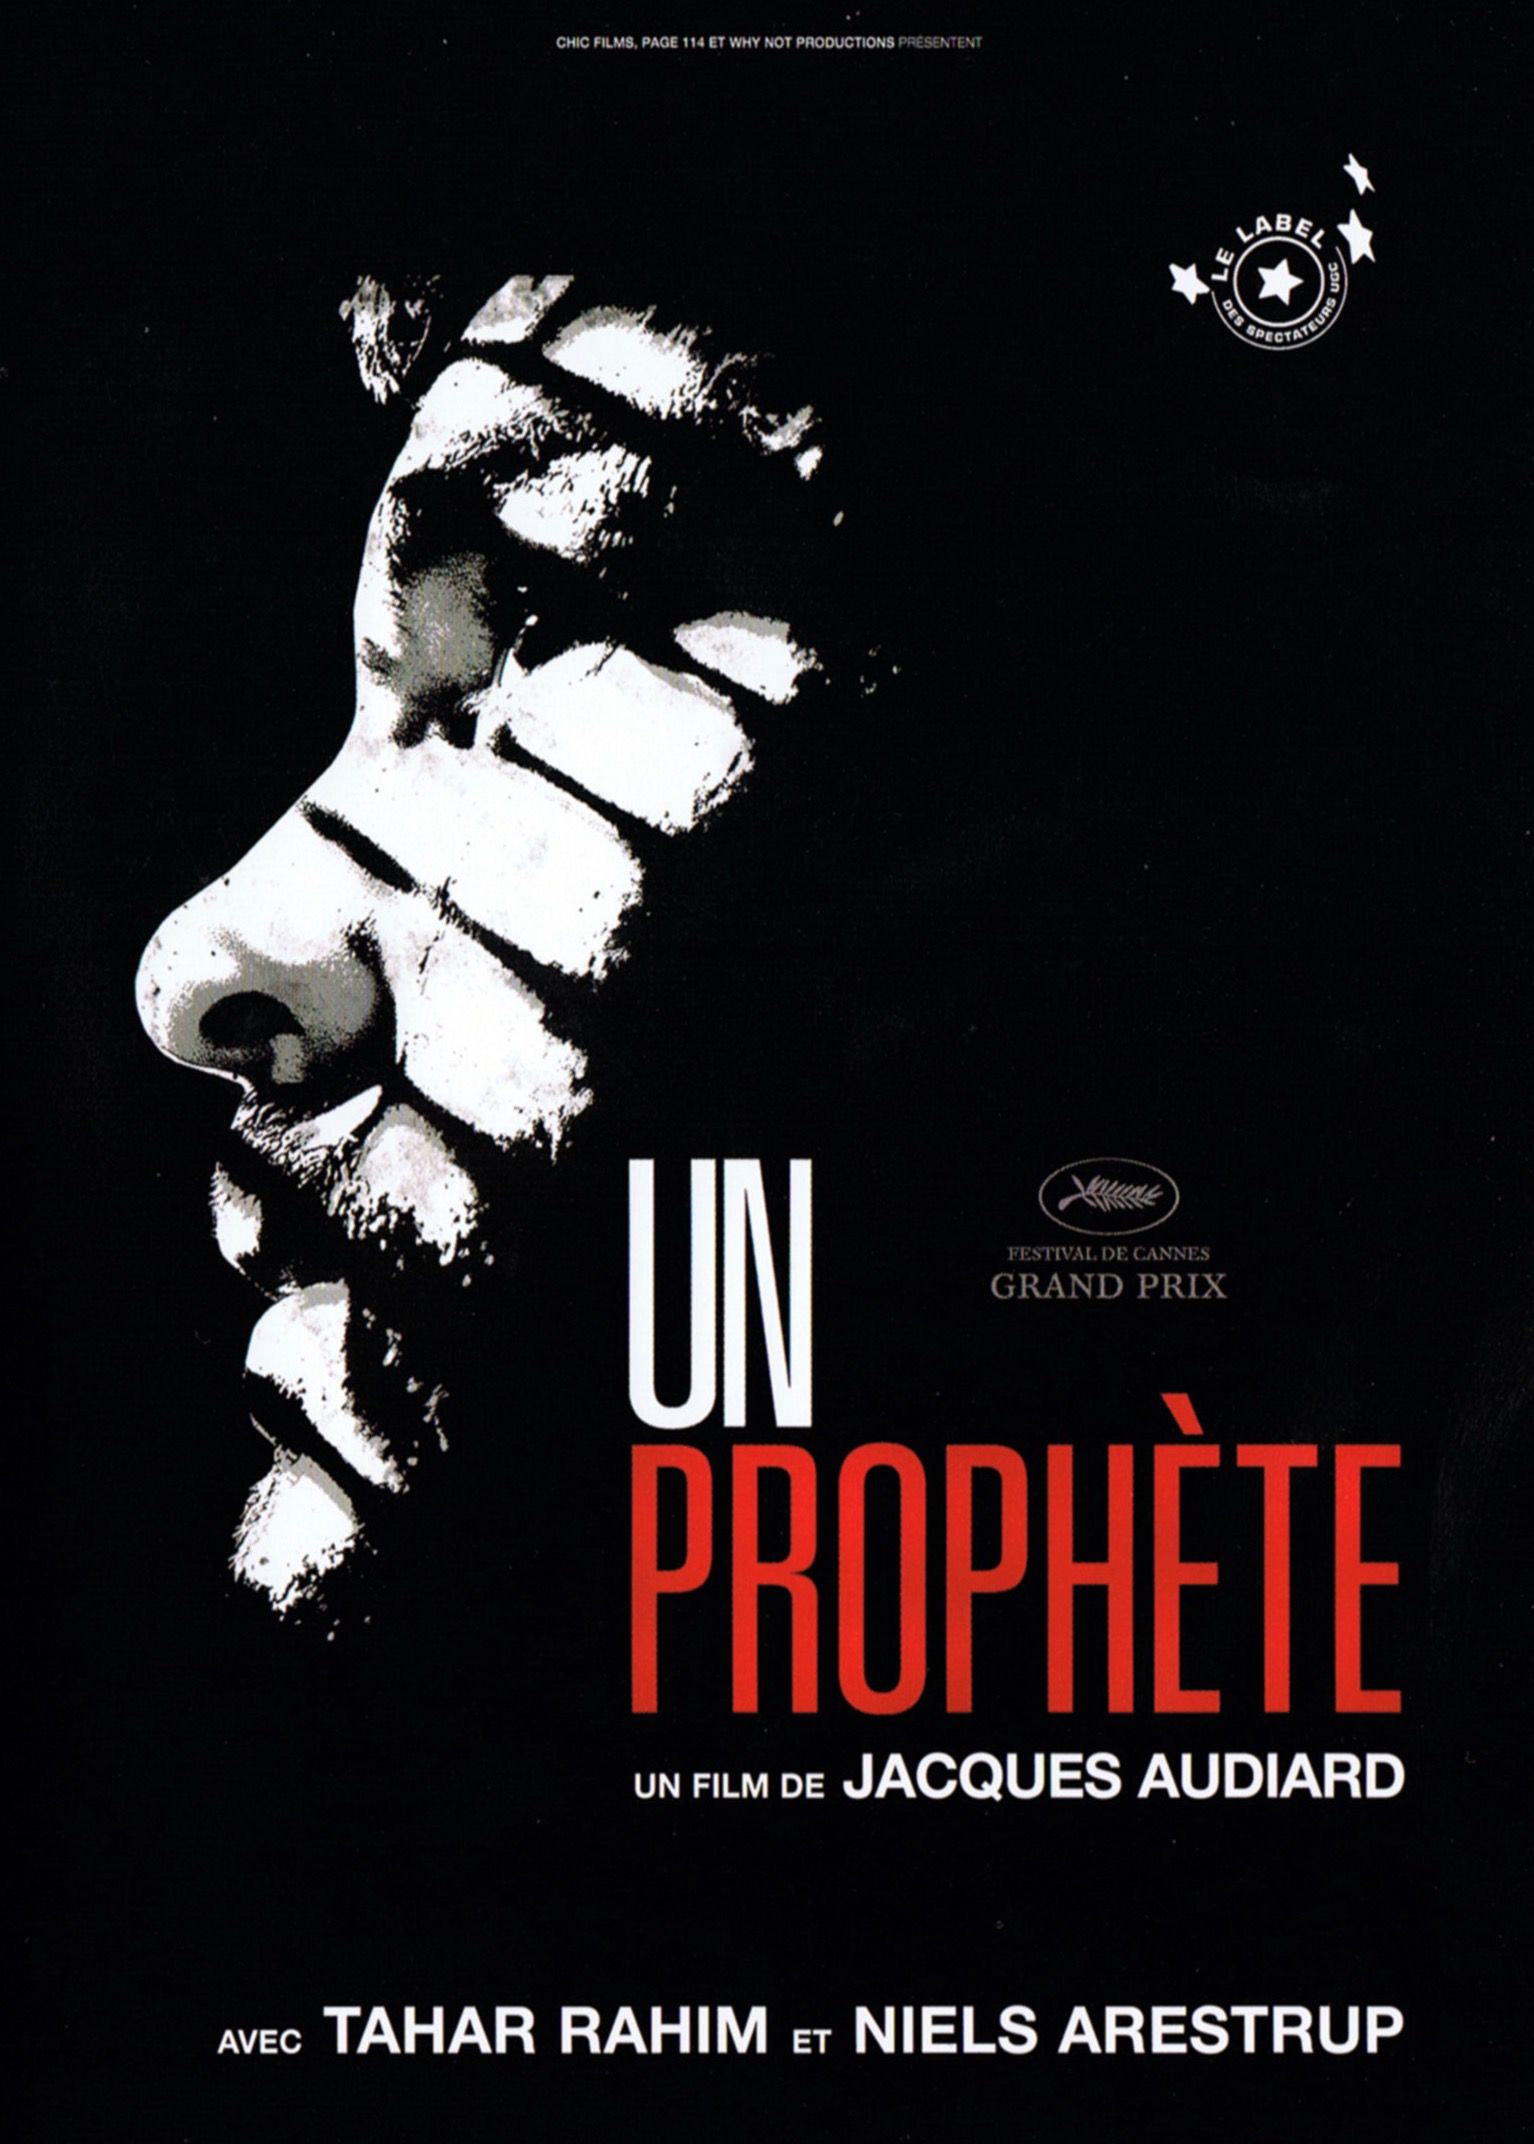 CHIC FILMS, PAGE 114 ET WHY NOT PRODUCTIONS PRÉSENTENT
LE LABEL
DES SPECTATEURS UGC
UN
FESTIVAL DE CANNES
GRAND PRIX
PROPHÈTE
UN FILM DE JACQUES AUDIARD
AVEC TAHAR RAHIM ET NIELS ARESTRUP